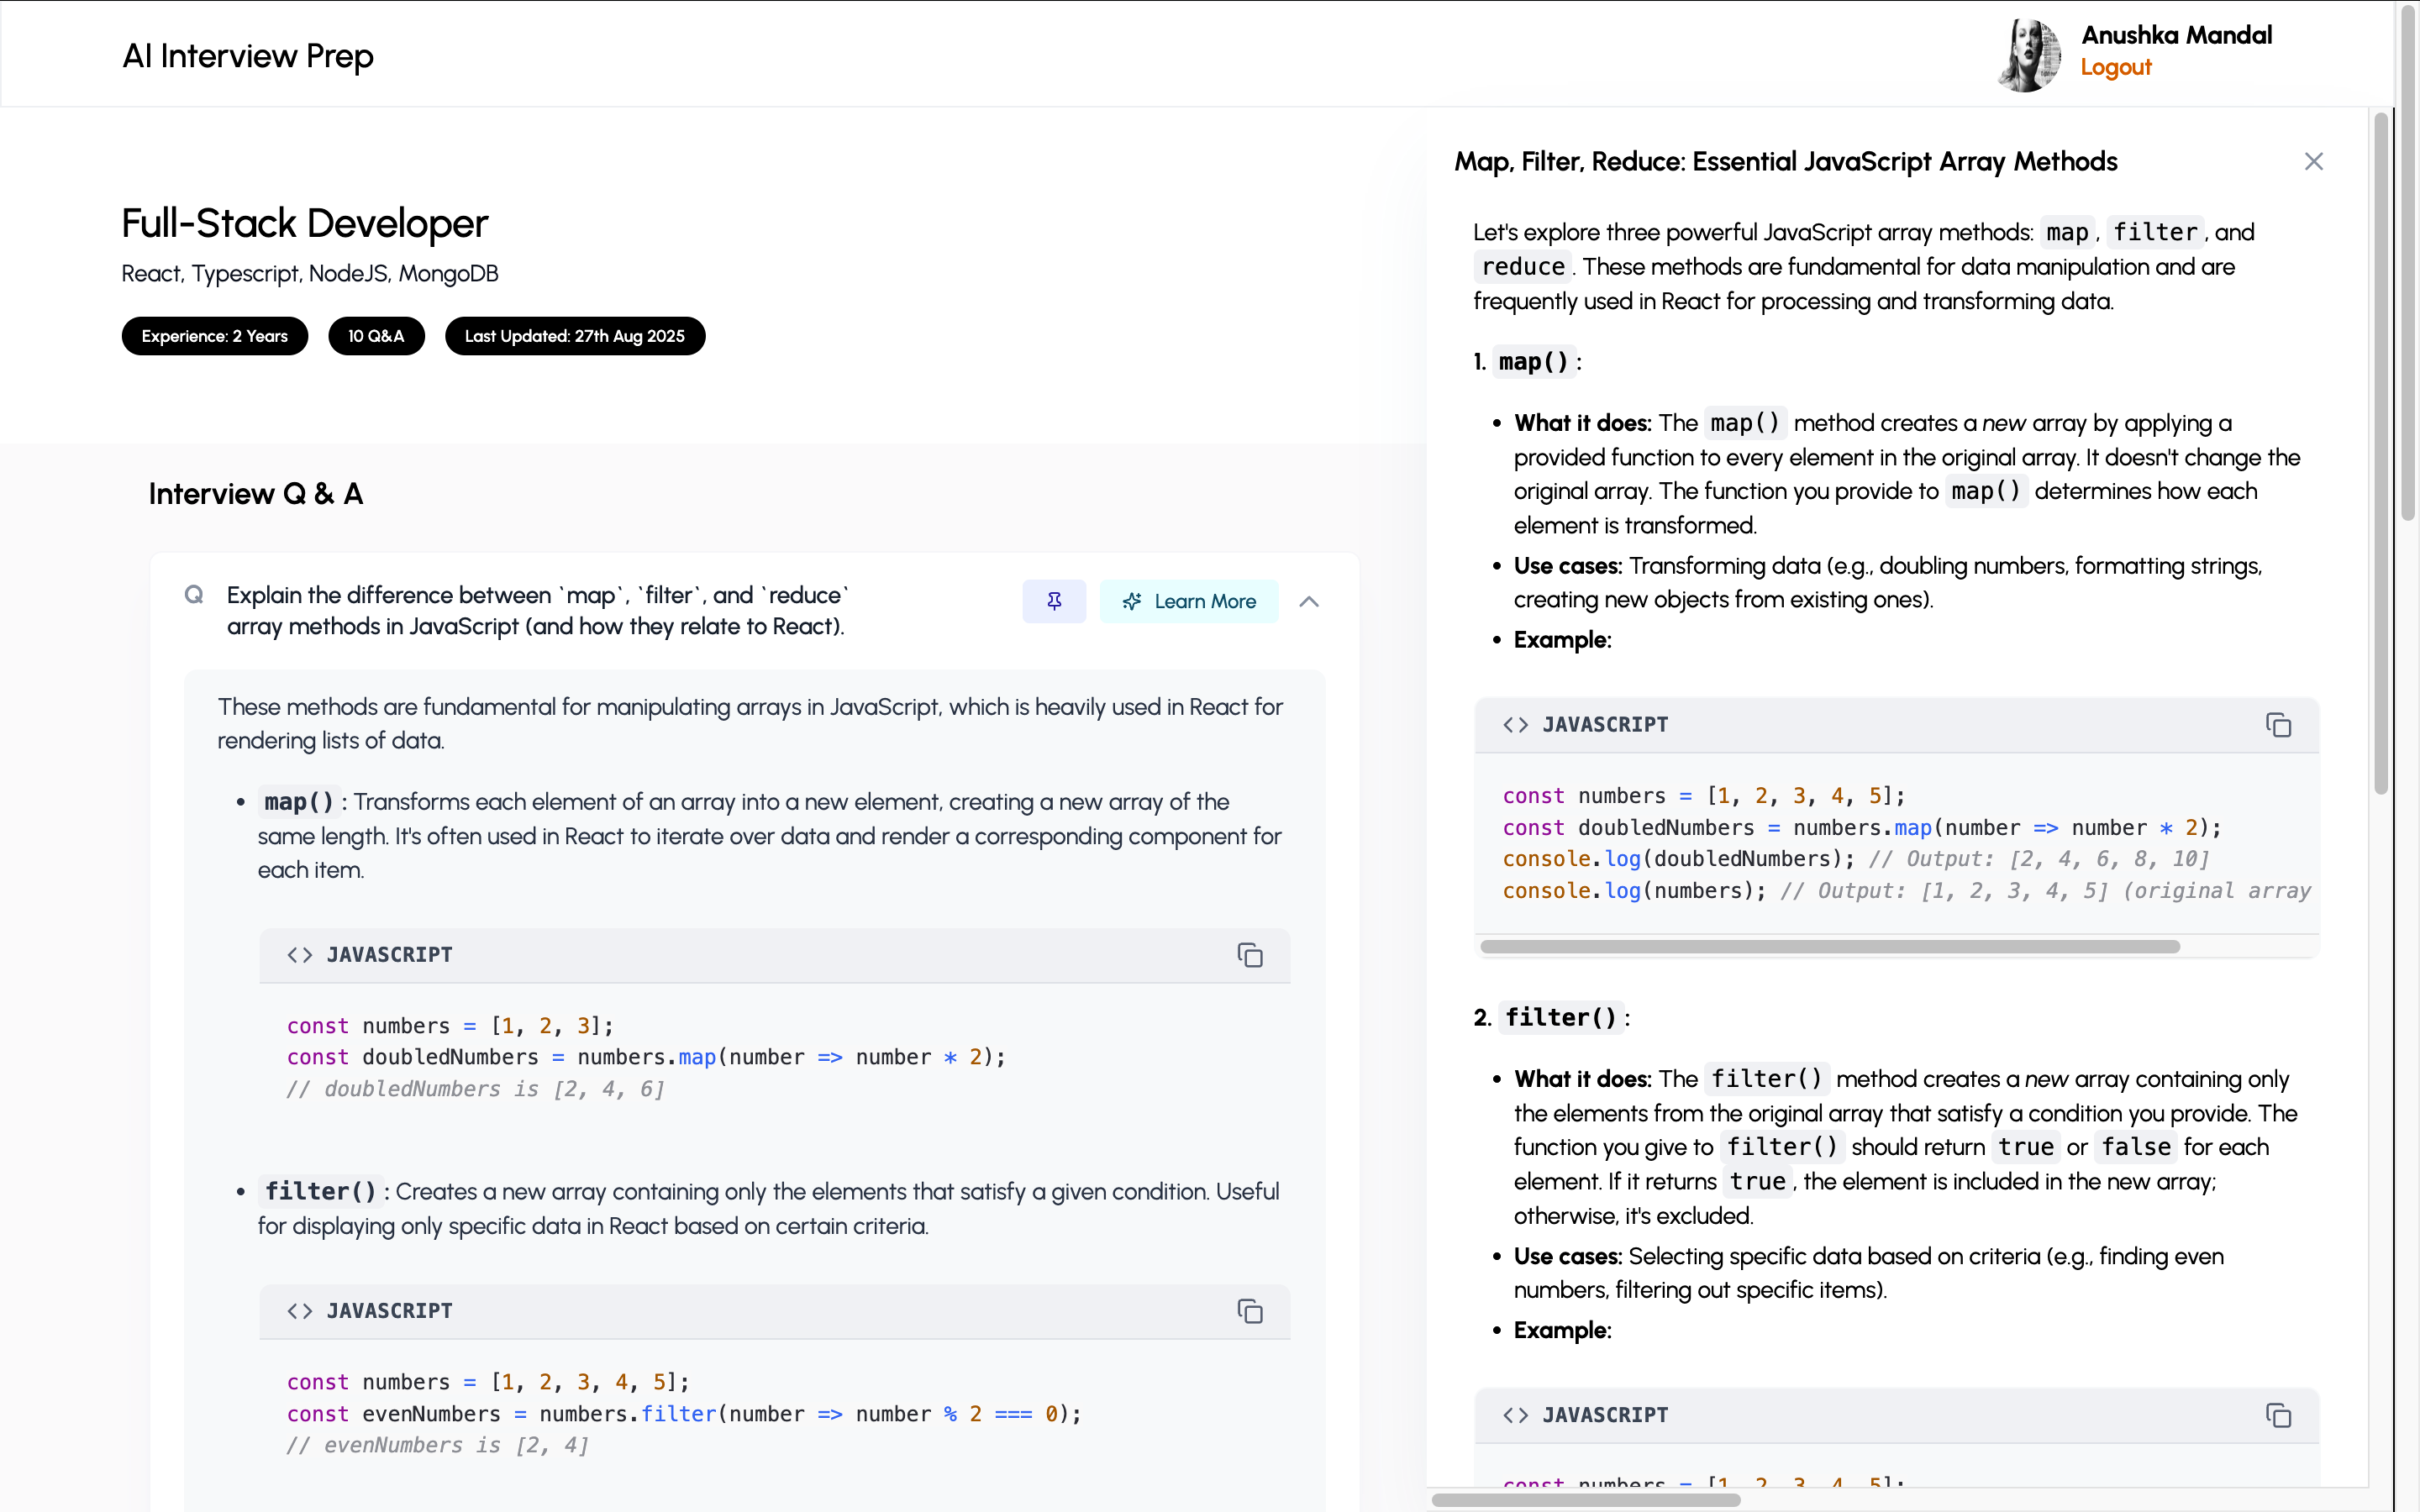 AI Interview Prep
Anushka Mandal
Logout
Full-Stack Developer
React, Typescript, NodeJS, MongoDB
Experience: 2 Years
10 Q&A
Last Updated: 27th Aug 2025
Interview Q & A
Q
Explain the difference between `map`, `filter`, and `reduce`
array methods in JavaScript (and how they relate to React).
Learn More
These methods are fundamental for manipulating arrays in JavaScript, which is heavily used in React for
rendering lists of data.
• map(): Transforms each element of an array into a new element, creating a new array of the
same length. It's often used in React to iterate over data and render a corresponding component for
each item.
<> JAVASCRIPT
const numbers = [1, 2, 3];
const doubledNumbers = numbers.map(number => number * 2);
// doubledNumbers is [2, 4, 6]
• filter(): Creates a new array containing only the elements that satisfy a given condition. Useful
for displaying only specific data in React based on certain criteria.
<> JAVASCRIPT
const numbers = [1, 2, 3, 4, 5];
const evenNumbers = numbers.filter(number => number % 2 === 0);
// evenNumbers is [2, 4]
Map, Filter, Reduce: Essential JavaScript Array Methods
Let's explore three powerful JavaScript array methods: map, filter, and
reduce. These methods are fundamental for data manipulation and are
frequently used in React for processing and transforming data.
1. map():
• What it does: The map() method creates a new array by applying a
provided function to every element in the original array. It doesn't change the
original array. The function you provide to map() determines how each
element is transformed.
• Use cases: Transforming data (e.g., doubling numbers, formatting strings,
creating new objects from existing ones).
• Example:
<> JAVASCRIPT
const numbers = [1, 2, 3, 4, 5];
const doubledNumbers = numbers.map(number => number * 2);
console.log(doubledNumbers); // Output: [2, 4, 6, 8, 10]
console.log(numbers); // Output: [1, 2, 3, 4, 5] (original array
2. filter():
• What it does: The filter() method creates a new array containing only
the elements from the original array that satisfy a condition you provide. The
function you give to filter() should return true or false for each
element. If it returns true, the element is included in the new array;
otherwise, it's excluded.
• Use cases: Selecting specific data based on criteria (e.g., finding even
numbers, filtering out specific items).
• Example:
<> JAVASCRIPT
const numbers = [1, 2, 3, 4, 5];